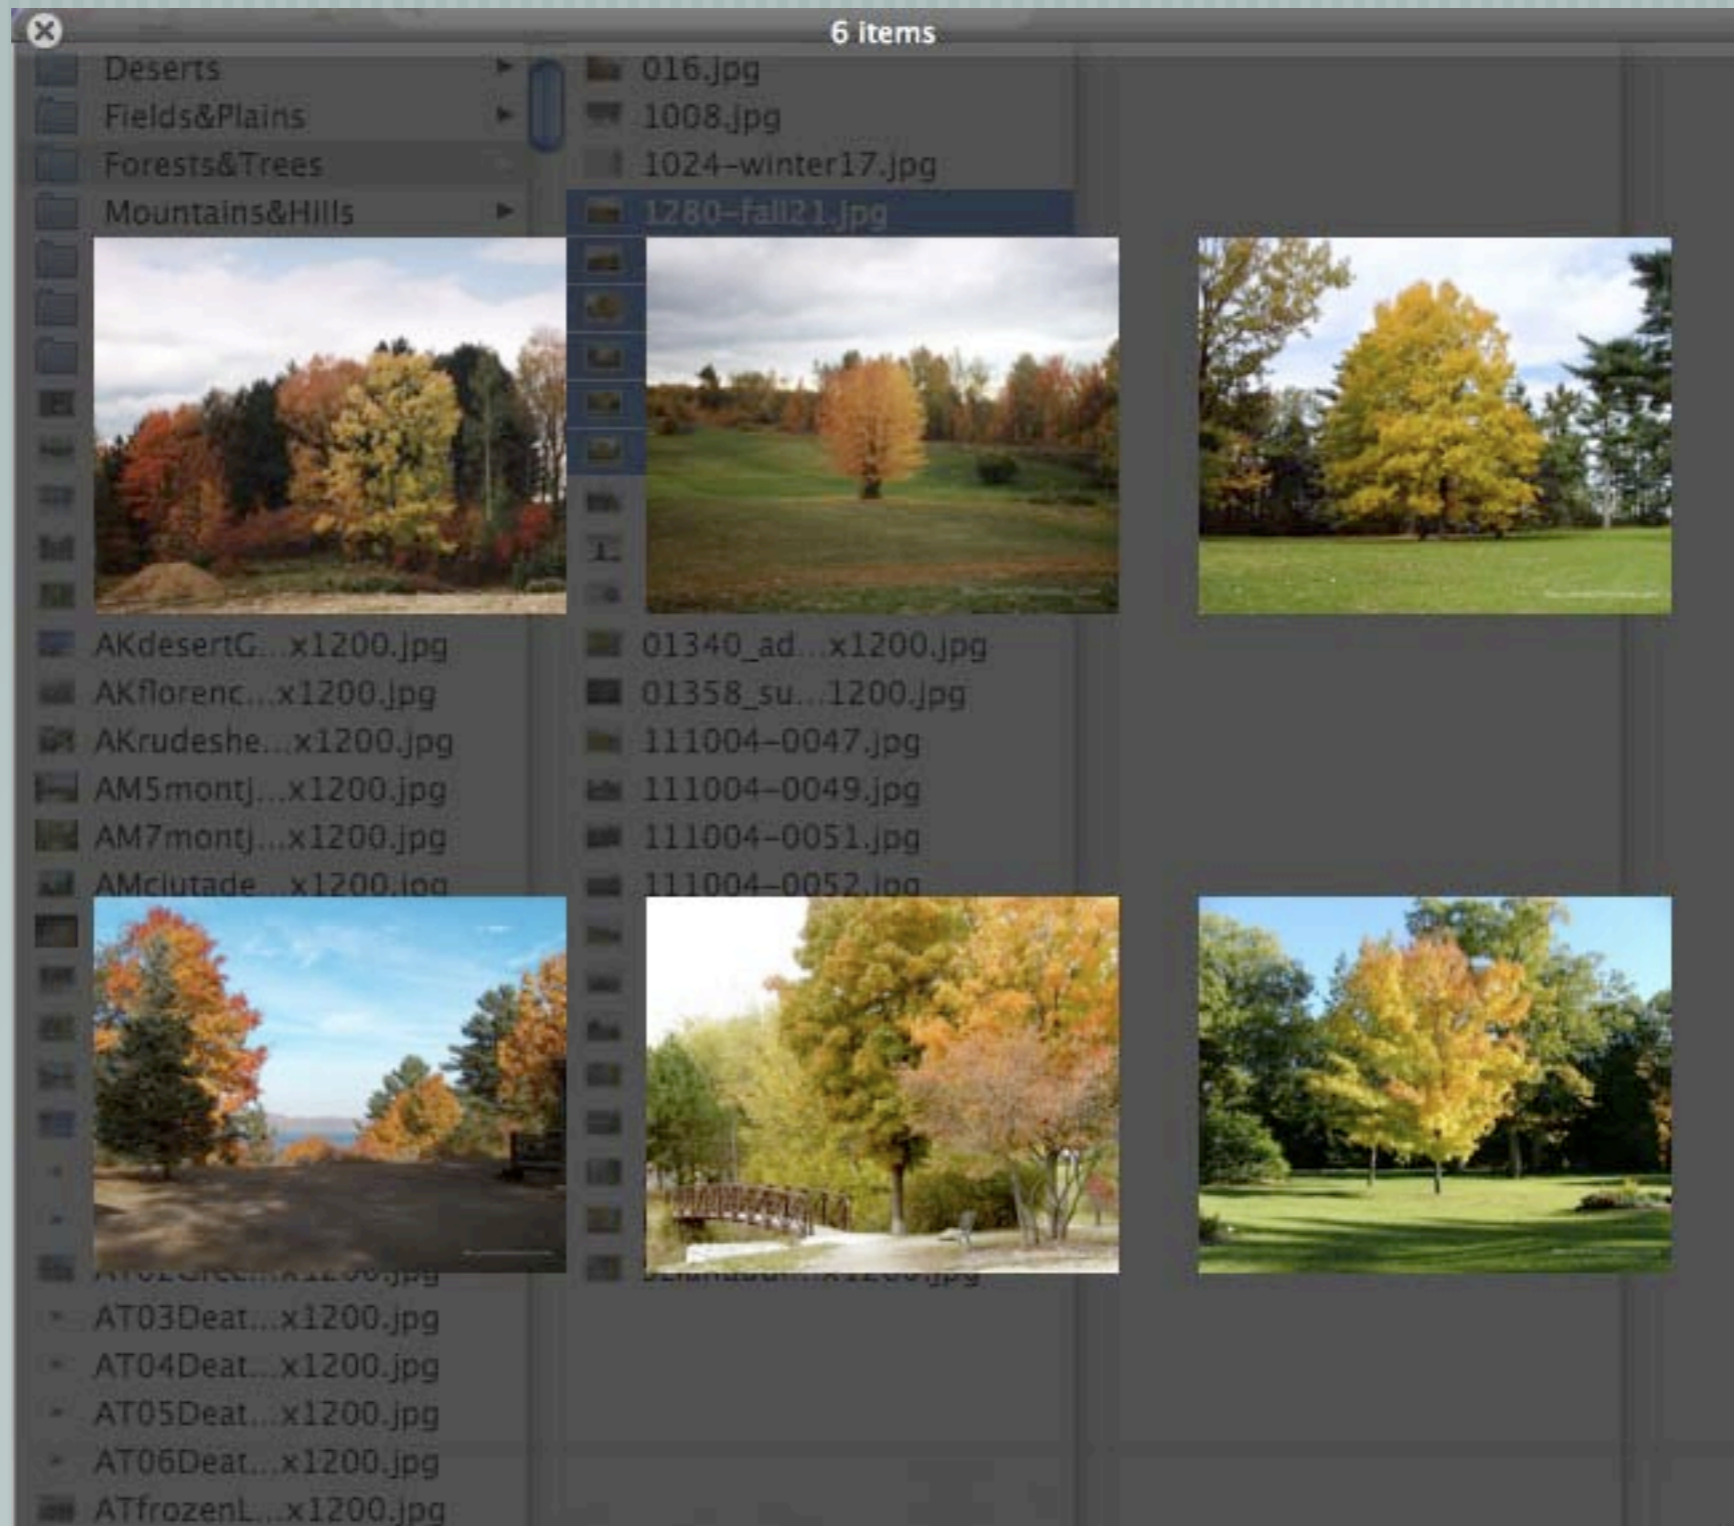 6 items
Deserts
Fields&Plains
Forests&Trees
Mountains&Hills
AKdesertG...x1200.jpg
AKflorenc...x1200.jpg
AKrudeshe...x1200.jpg
AM5montj...x1200.jpg
AM7montj...x1200.jpg
AMciutade...x1200.jpg
AT03Deat...x1200.jpg
AT04Deat...x1200.jpg
AT05Deat...x1200.jpg
AT06Deat...x1200.jpg
ATfrozenL...x1200.jpg
016.jpg
1008.jpg
1024-winter17.jpg
1280-fall21.jpg
01340_ad...x1200.jpg
01358_su...1200.jpg
111004-0047.jpg
111004-0049.jpg
111004-0051.jpg
111004-0052.jpg